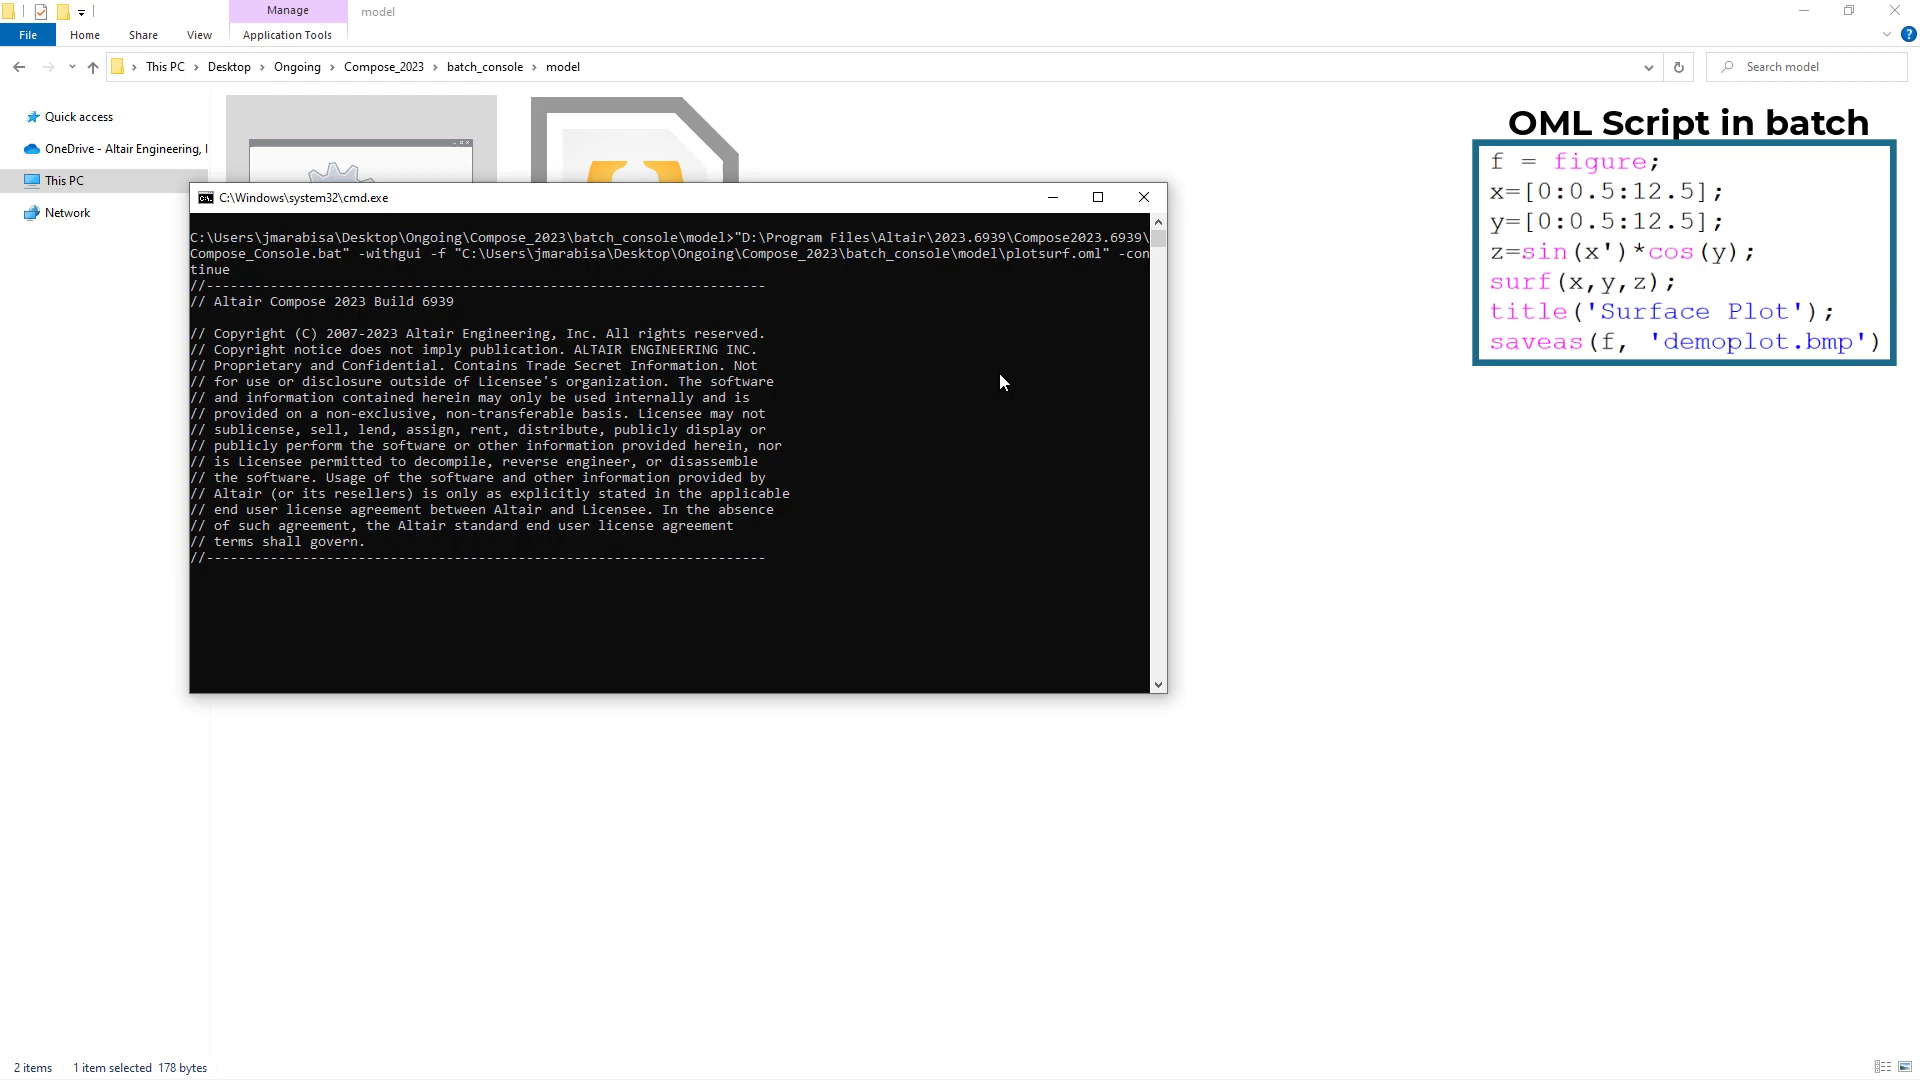 Manage
model
File
Home
Share
View
Application Tools
This PC
Desktop
Ongoing
Compose_2023
batch_console
model
Search model
Quick access
OneDrive - Altair Engineering, I
This PC
Network
OML Script in batch
f = figure;
x=[0:0.5:12.5];
y=[0:0.5:12.5];
z=sin(x')*cos(y);
surf(x,y,z);
title('Surface Plot');
saveas(f, 'demoplot.bmp')
C:\Windows\system32\cmd.exe
C:\Users\jmarabisa\Desktop\Ongoing\Compose_2023\batch_console\model>"D:\Program Files\Altair\2023.6939\Compose2023.6939\
Compose_Console.bat" -withgui -f "C:\Users\jmarabisa\Desktop\Ongoing\Compose_2023\batch_console\model\plotsurf.oml" -con
tinue
//----------------------------------------------------------------------
// Altair Compose 2023 Build 6939
// Copyright (C) 2007-2023 Altair Engineering, Inc. All rights reserved.
// Copyright notice does not imply publication. ALTAIR ENGINEERING INC.
// Proprietary and Confidential. Contains Trade Secret Information. Not
// for use or disclosure outside of Licensee's organization. The software
// and information contained herein may only be used internally and is
// provided on a non-exclusive, non-transferable basis. Licensee may not
// sublicense, sell, lend, assign, rent, distribute, publicly display or
// publicly perform the software or other information provided herein, nor
// is Licensee permitted to decompile, reverse engineer, or disassemble
// the software. Usage of the software and other information provided by
// Altair (or its resellers) is only as explicitly stated in the applicable
// end user license agreement between Altair and Licensee. In the absence
// of such agreement, the Altair standard end user license agreement
// terms shall govern.
//----------------------------------------------------------------------
2 items
1 item selected 178 bytes